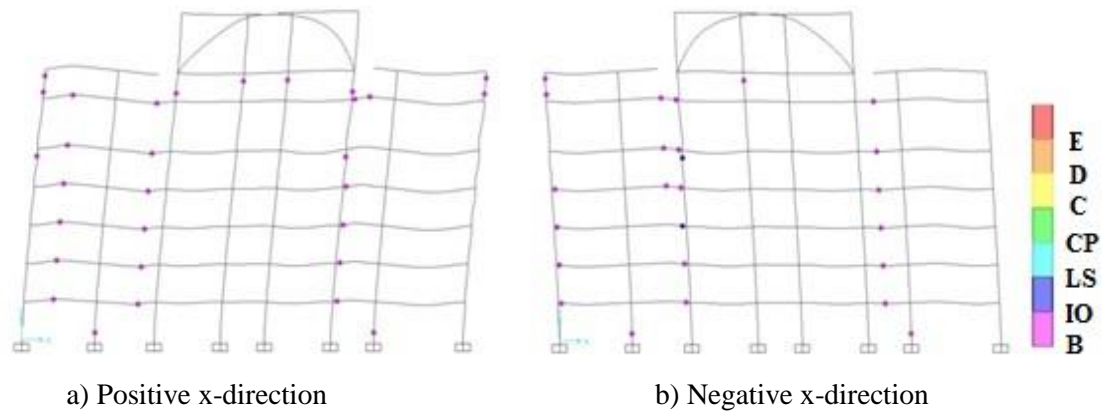 E
D
C
CP
LS
IO
B
a) Positive x-direction
b) Negative x-direction